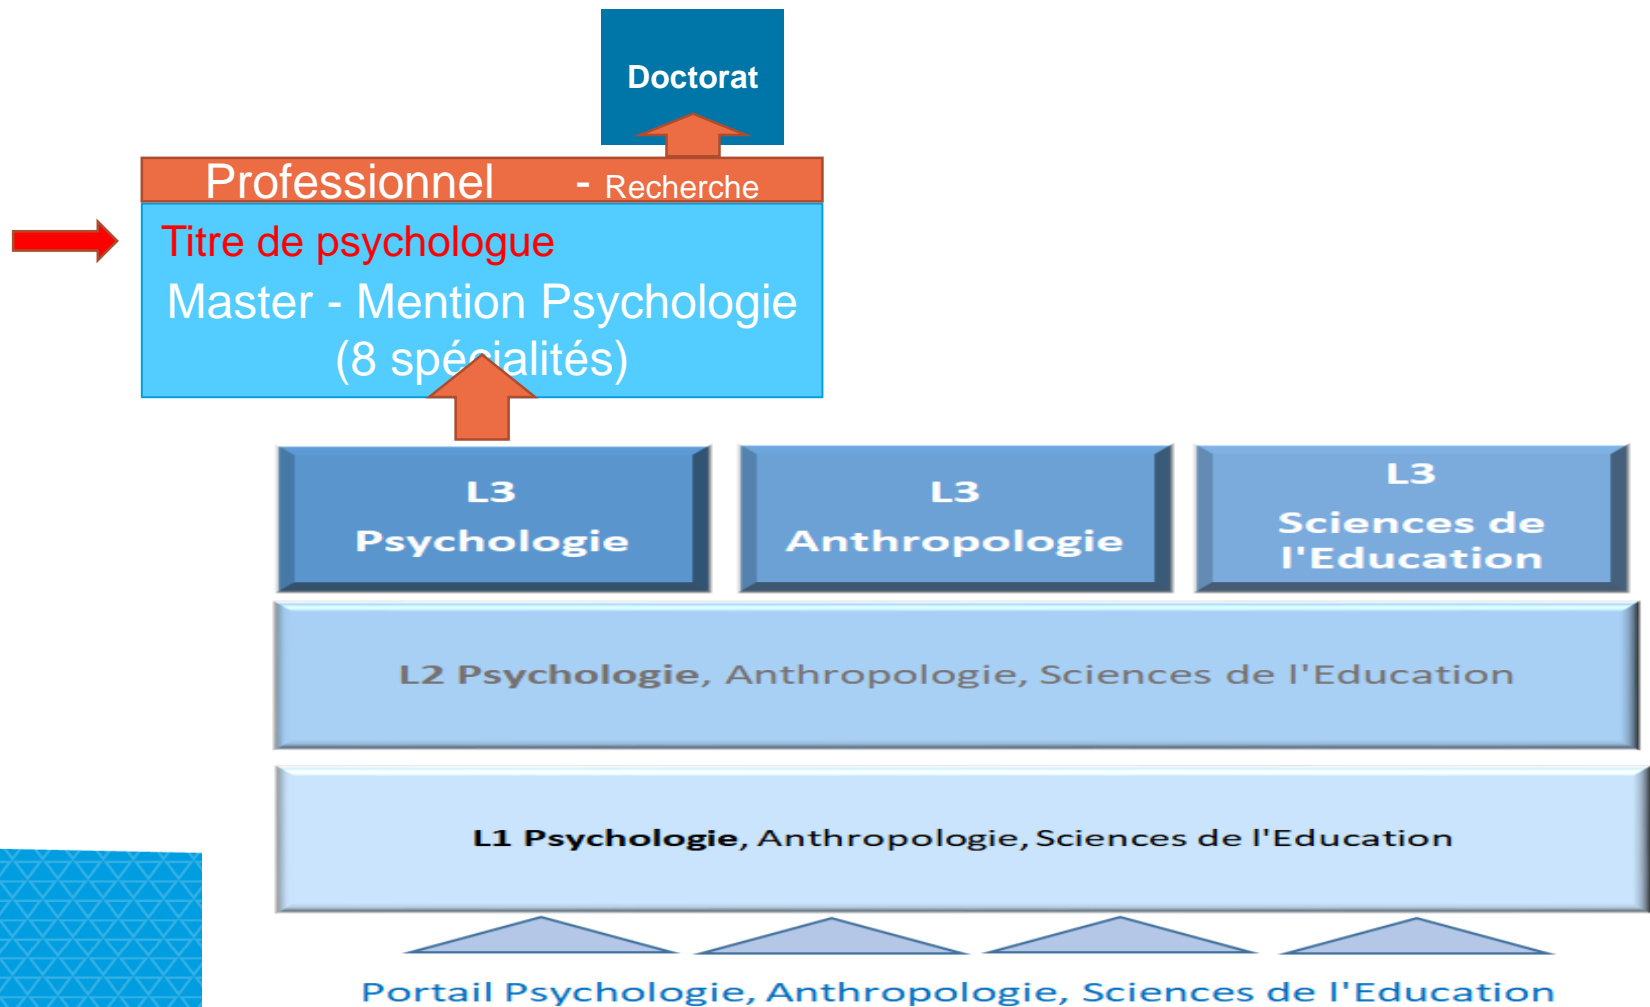 Doctorat
Professionnel - Recherche
Titre de psychologue
Master - Mention Psychologie
(8 spécialités)
L3
Psychologie
L3
Anthropologie
L3
Sciences de
l'Education
L2 Psychologie, Anthropologie, Sciences de l'Education
L1 Psychologie, Anthropologie, Sciences de l'Education
Portail Psychologie, Anthropologie, Sciences de l'Education